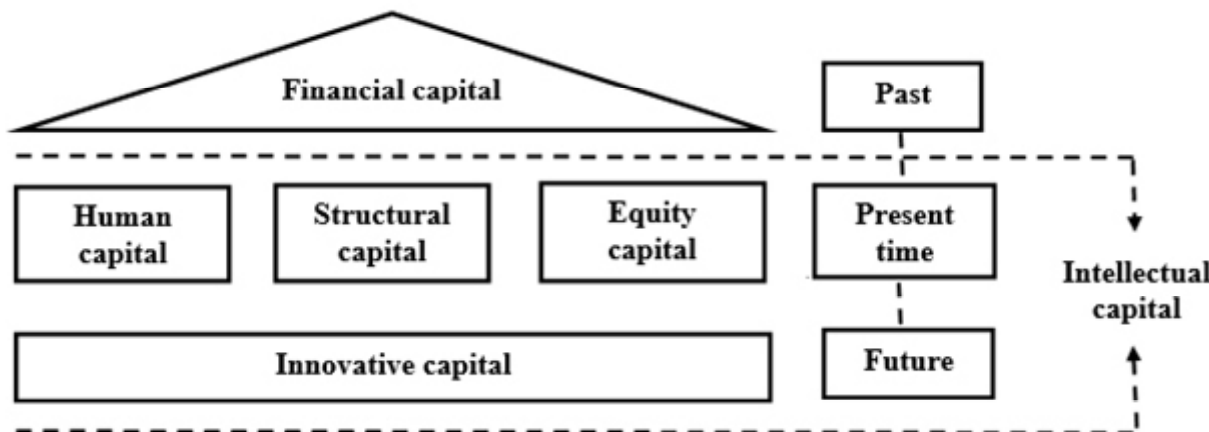 Financial capital
Past
Human
capital
Structural
capital
Equity
capital
Present
time
Intellectual
capital
Innovative capital
Future